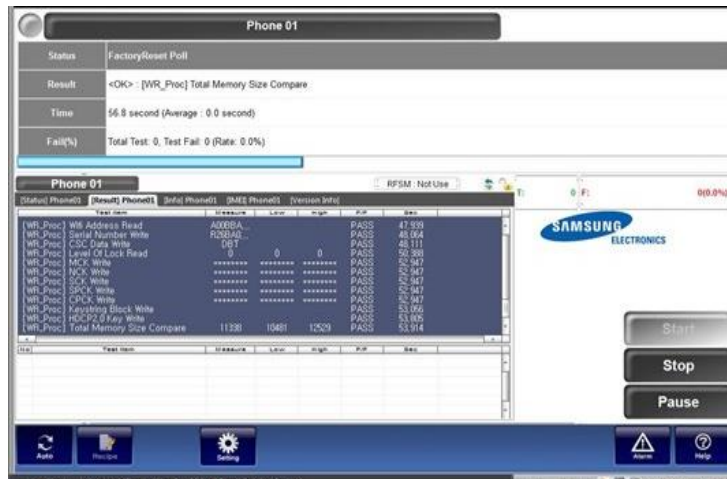 Phone 01
Status FactoryReset Poll
Result <OK> : [WR_Proc] Total Memory Size Compare
Time 56.8 second (Average : 0.0 second)
Fail(%) Total Test: 0, Test Fail: 0 (Rate: 0.0%)
Phone 01 RFSM : Not Use T: 0 F: 0(0.0%)
[Status] Phone01 [Result] Phone01 [Info] Phone01 [IMEI] Phone01 [Version Info]
Test Item Measure Low High P/F Sec
[WR_Proc] Wifi Address Read A00BBA... PASS 47,939
[WR_Proc] Serial Number Write R26BA0... PASS 48,064
[WR_Proc] CSC Data Write DBT PASS 48,111
[WR_Proc] Level Of Lock Read 0 0 0 PASS 50,388
[WR_Proc] MCK Write ******** ******** ******** PASS 52,947
[WR_Proc] NCK Write ******** ******** ******** PASS 52,947
[WR_Proc] SCK Write ******** ******** ******** PASS 52,947
[WR_Proc] SPCK Write ******** ******** ******** PASS 52,947
[WR_Proc] CPCK Write ******** ******** ******** PASS 52,947
[WR_Proc] Keystring Block Write PASS 53,056
[WR_Proc] HDCP2.0 Key Write PASS 53,805
[WR_Proc] Total Memory Size Compare 11338 10481 12529 PASS 53,914
SAMSUNG
ELECTRONICS
No Test Item Measure Low High P/F Sec
Start
Stop
Pause
Auto Recipe Setting Alarm Help